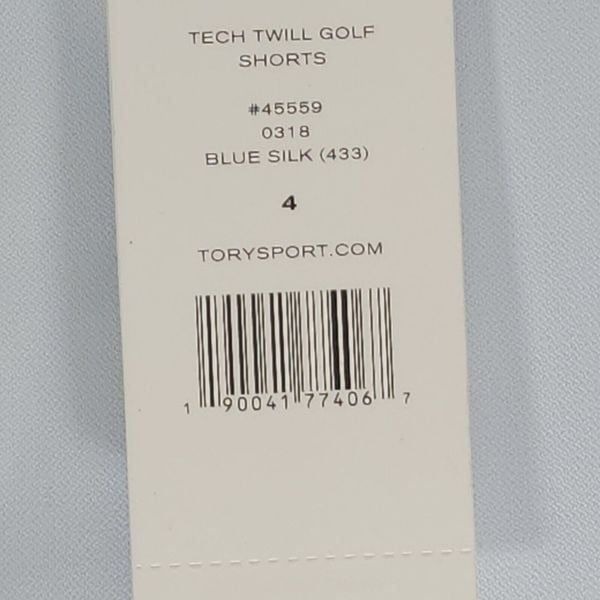 TECH TWILL GOLF
SHORTS
#45559
0318
BLUE SILK (433)
4
TORYSPORT.COM
1 90041 77406 7